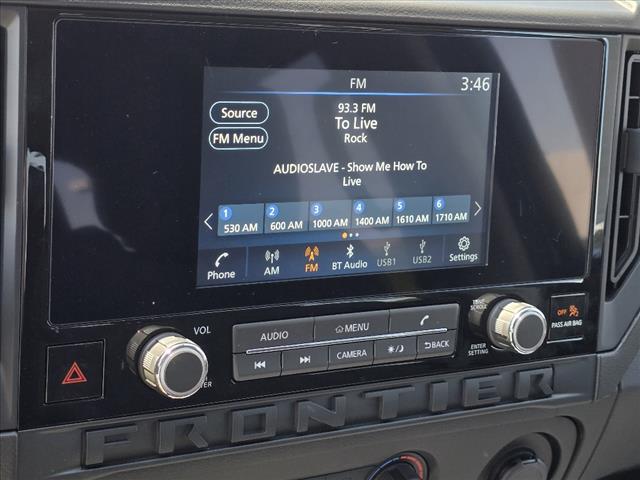 FM 3:46
Source
FM Menu
93.3 FM
To Live
Rock
AUDIOSLAVE - Show Me How To
Live
1 530 AM
2 600 AM
3 1000 AM
4 1400 AM
5 1610 AM
6 1710 AM
Phone
AM
FM
BT Audio
USB1
USB2
Settings
VOL
AUDIO
MENU
CAMERA
BACK
TUNE
SCROLL
ENTER
SETTING
OFF
PASS AIR BAG
FRONTIER